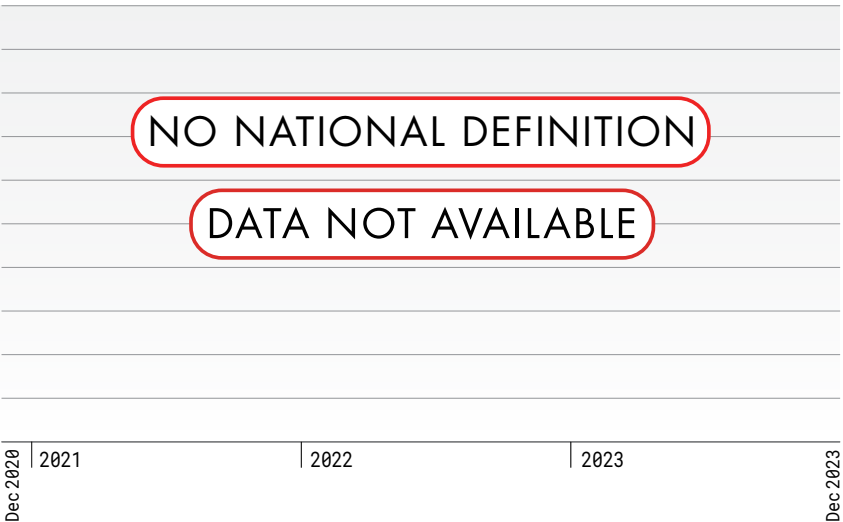 NO NATIONAL DEFINITION
DATA NOT AVAILABLE
Dec 2020
2021
2022
2023
Dec 2023